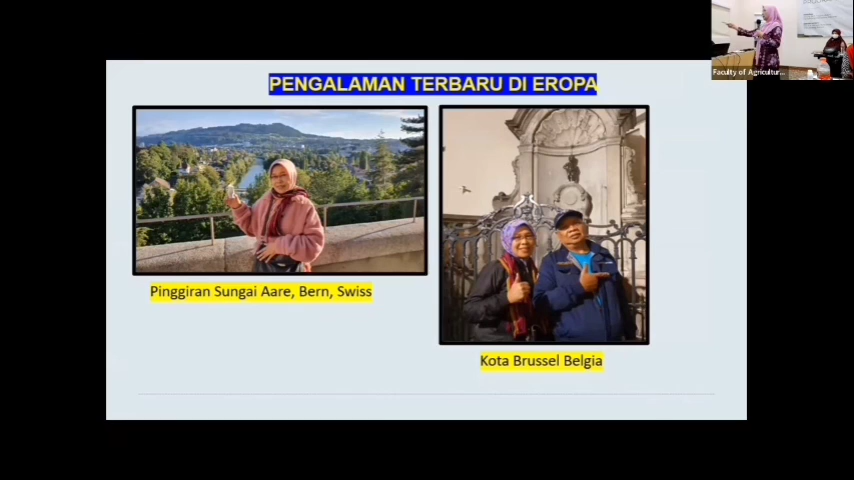 PENGALAMAN TERBARU DI EROPA
Pinggiran Sungai Aare, Bern, Swiss
Kota Brussel Belgia
Faculty of Agricultur...